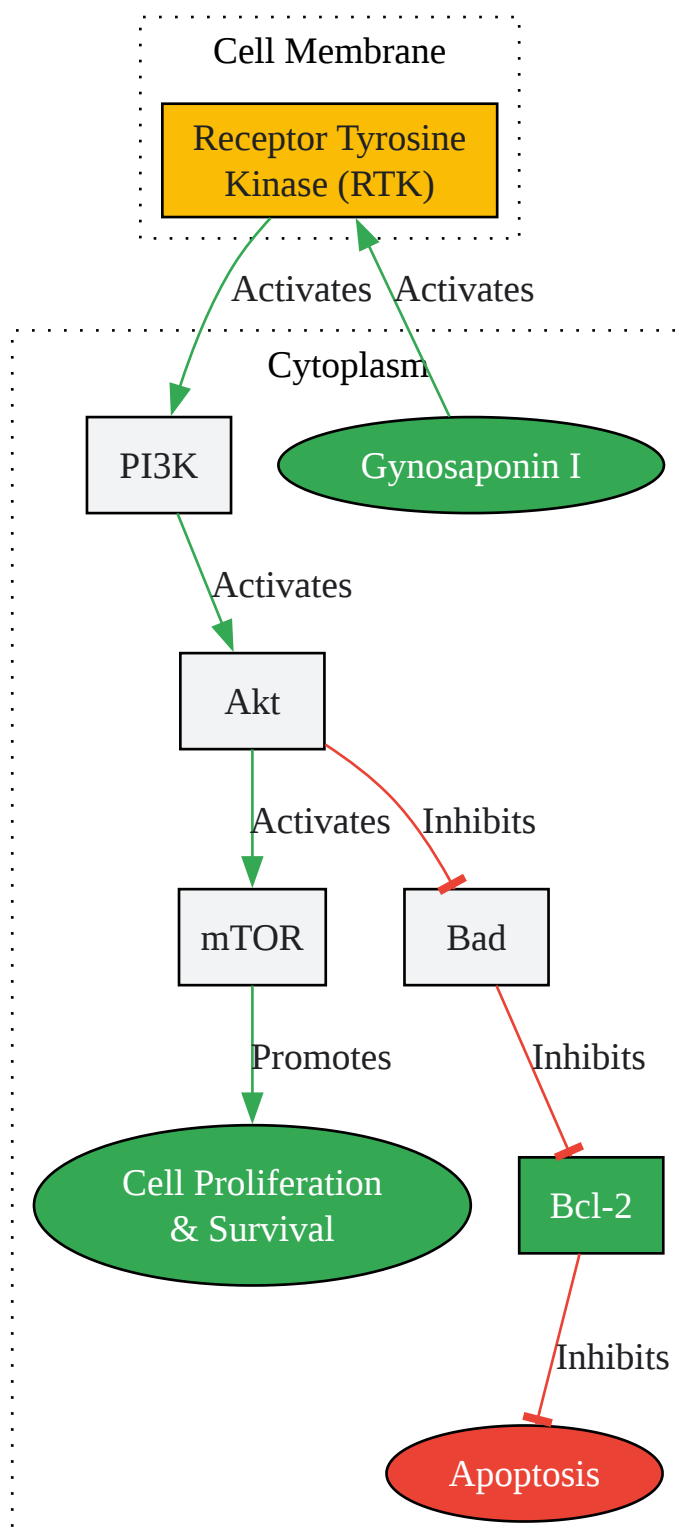 Cell Membrane
Receptor Tyrosine
Kinase (RTK)
Activates
Activates
Cytoplasm
PI3K
Gynosaponin I
Activates
Akt
Activates
Inhibits
mTOR
Bad
Promotes
Inhibits
Cell Proliferation
& Survival
Bcl-2
Inhibits
Apoptosis